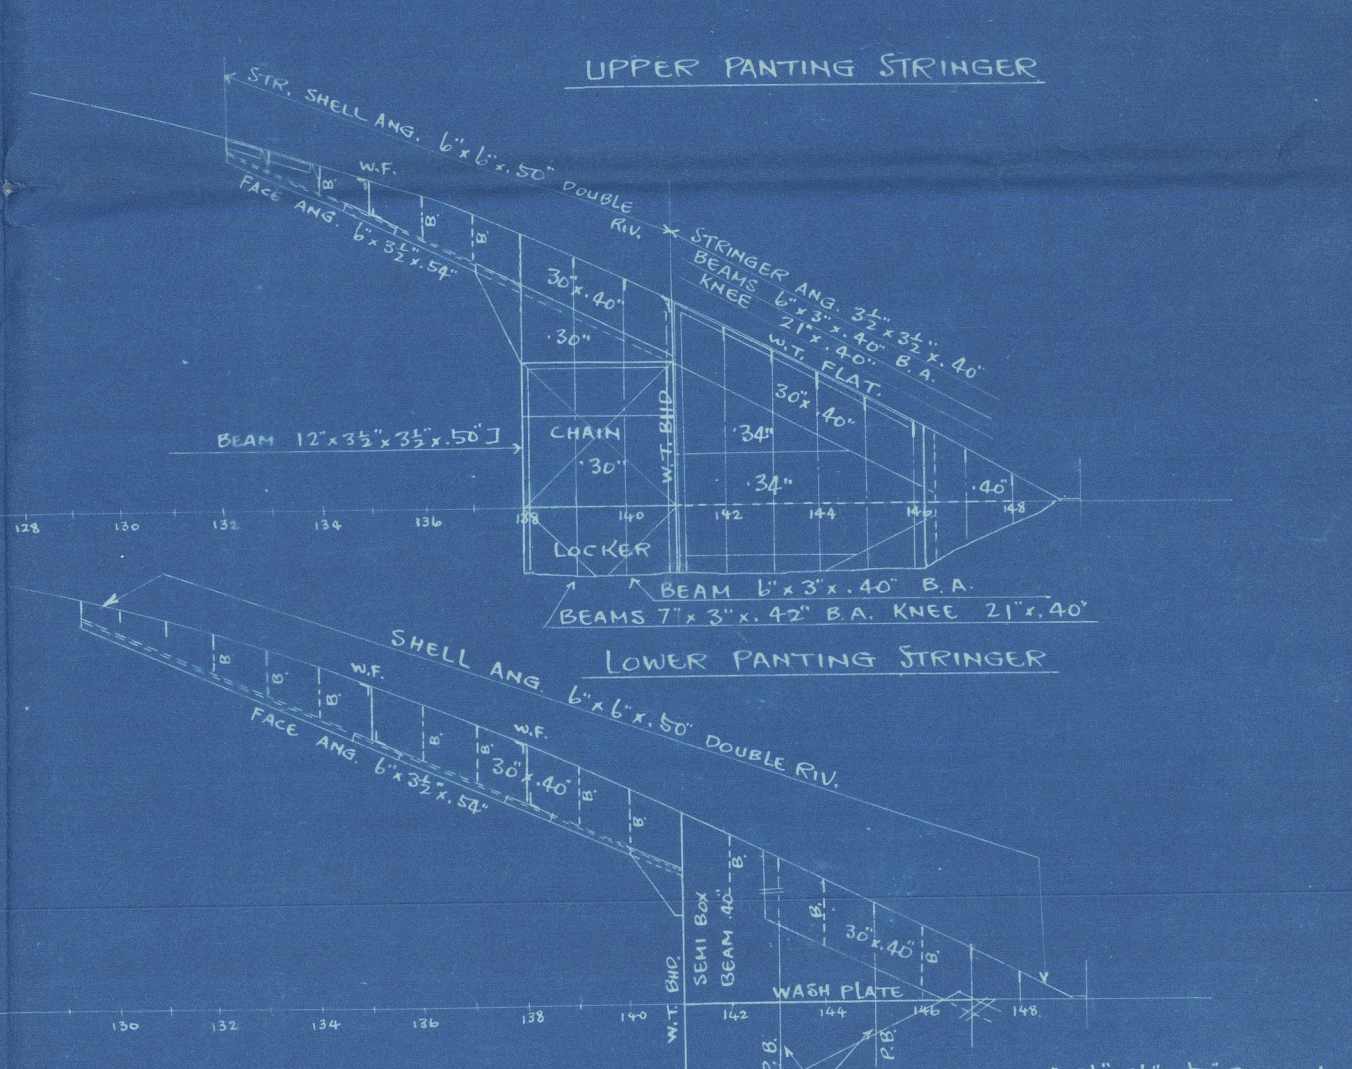 UPPER PANTING STRINGER
STR. SHELL ANG. 6"x6"x.50" DOUBLE
RIV.
W.F.
B.
B.
B.
FACE ANG. 6"x3½"x.54"
STRINGER ANG. 3½"x3½"x.40"
BEAMS 6"x3"x.40" B.A.
KNEE 21"x.40"
W.T. FLAT.
30"x.40"
30"x.40"
.30"
W.T. BHD.
BEAM 12"x3½"x3½"x.50" ]
CHAIN
.30"
LOCKER
.34"
.34"
.40"
128 130 132 134 136 138 140 142 144 146 148
BEAM 6"x3"x.40" B.A.
BEAMS 7"x3"x.42" B.A. KNEE 21"x.40"
LOWER PANTING STRINGER
SHELL ANG. 6"x6"x.50" DOUBLE RIV.
B.
B.
B.
W.F.
B.
B.
W.F.
30"x.40"
B.
B.
FACE ANG. 6"x3½"x.54"
B.
SEMI BOX
BEAM .40"
B.
30"x.40"
B.
W.T. BHD.
WASH PLATE
130 132 134 136 138 140 142 144 146 148.
P.B.
P.B.